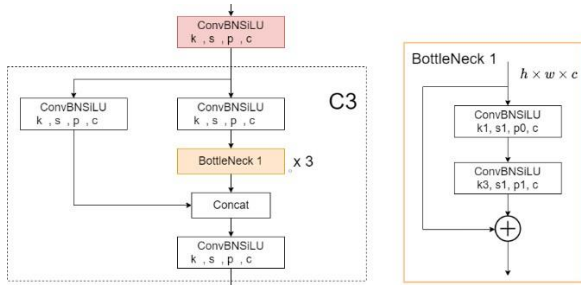 ConvBNSiLU
k , s , p , c
C3
ConvBNSiLU
k , s , p , c
ConvBNSiLU
k , s , p , c
BottleNeck 1
x 3
Concat
ConvBNSiLU
k , s , p , c
BottleNeck 1
h × w × c
ConvBNSiLU
k1, s1, p0, c
ConvBNSiLU
k3, s1, p1, c
+